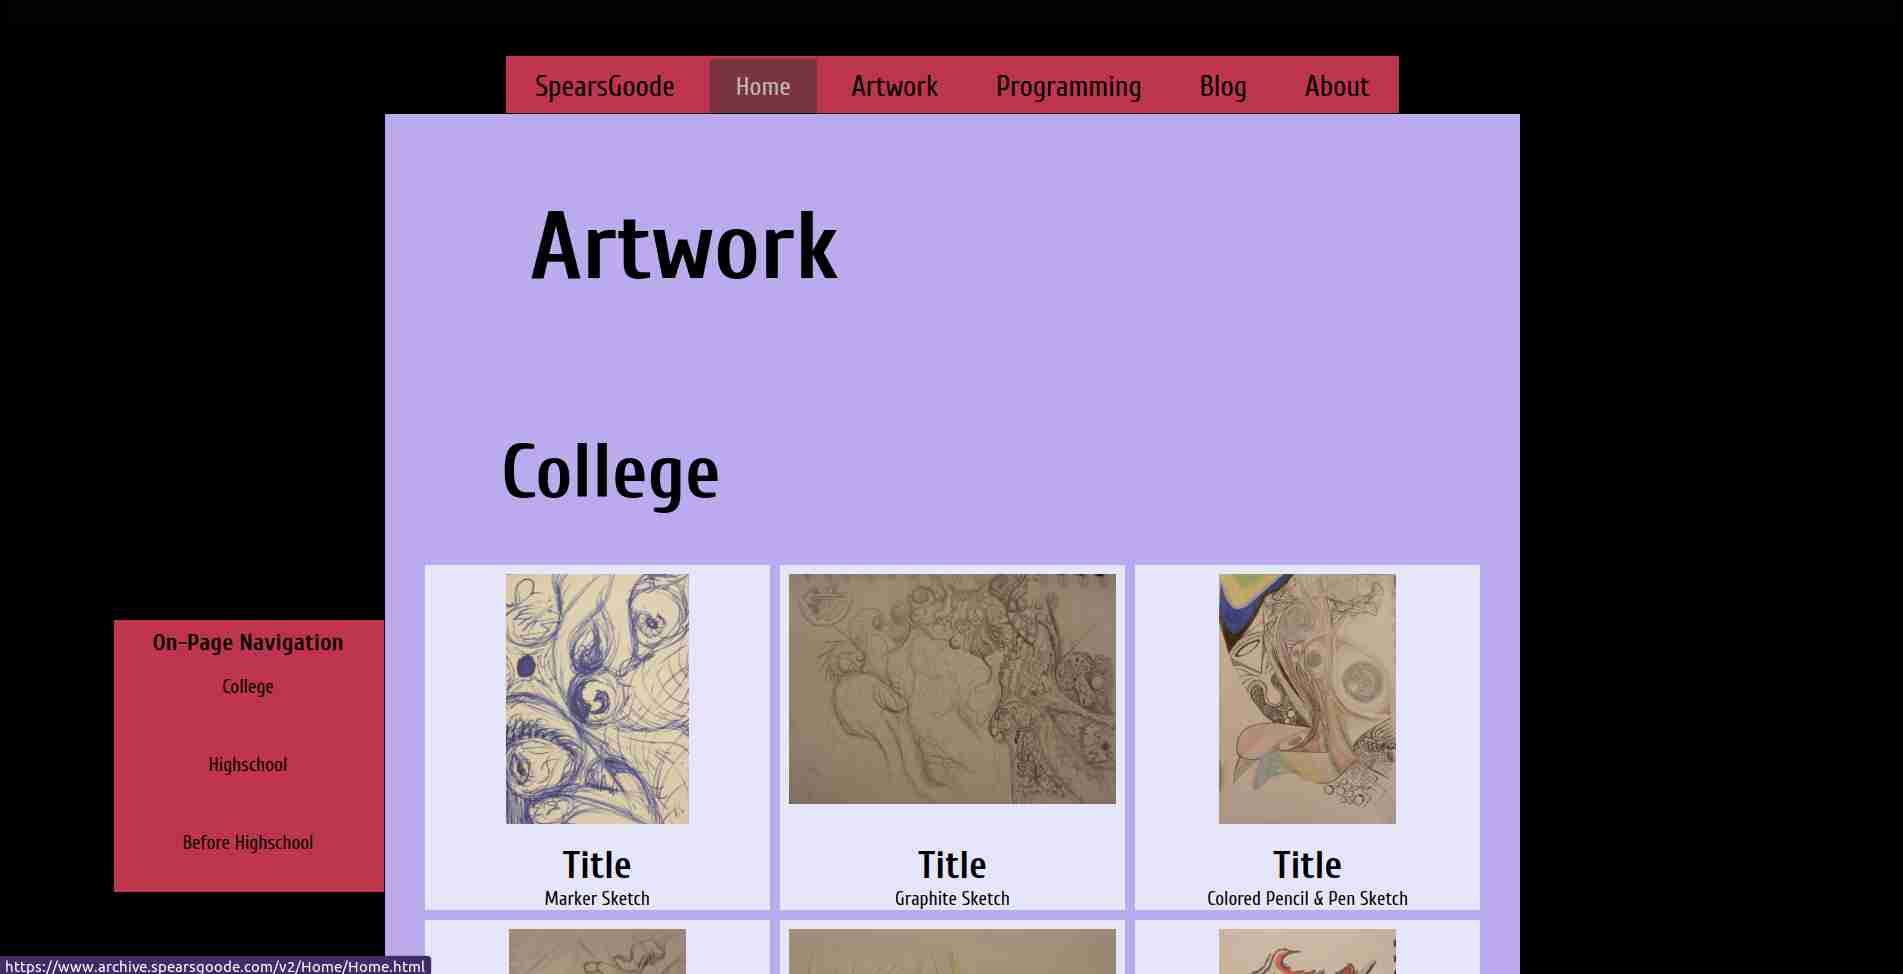 SpearsGoode Home Artwork Programming Blog About
Artwork
College
On-Page Navigation
College
Highschool
Before Highschool
Title
Marker Sketch
Title
Graphite Sketch
Title
Colored Pencil & Pen Sketch
https://www.archive.spearsgoode.com/v2/Home/Home.html